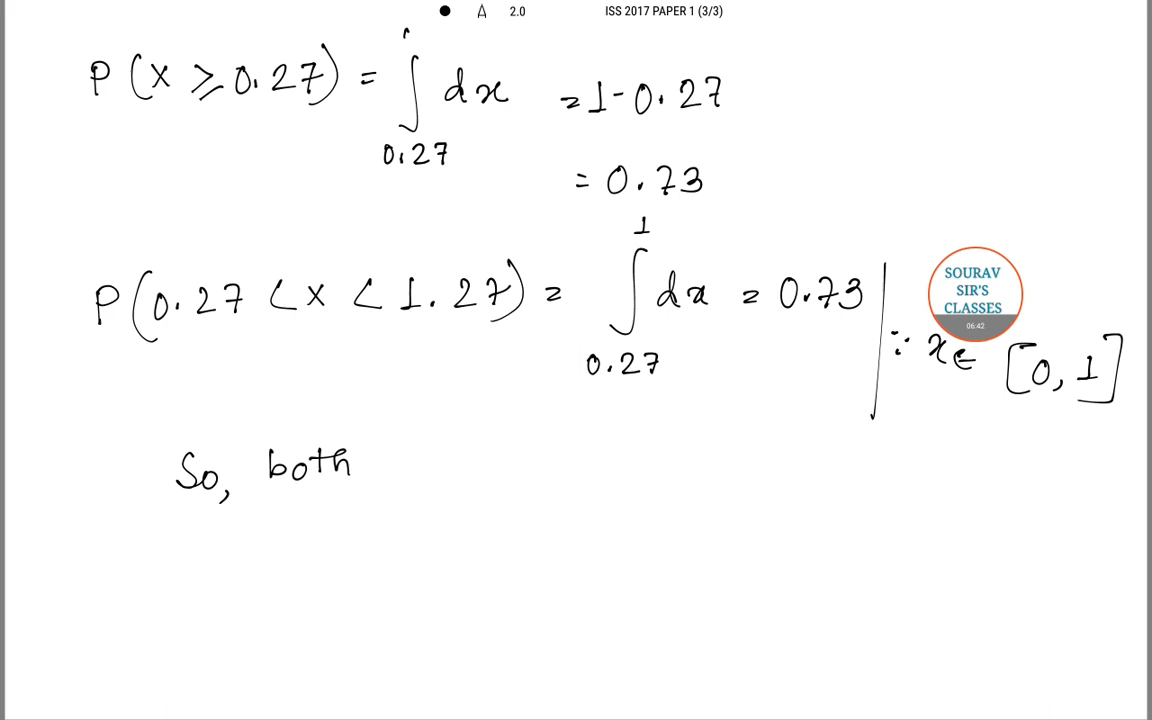 A 2.0 ISS 2017 PAPER 1 (3/3)
P(x ≥ 0.27) = ∫ dx = 1-0.27
0.27
= 0.73
1
P(0.27 < x < 1.27) = ∫ dx = 0.73
0.27
SOURAV
SIR'S
CLASSES
06:42
∵ x ∈ [0, 1]
So, both